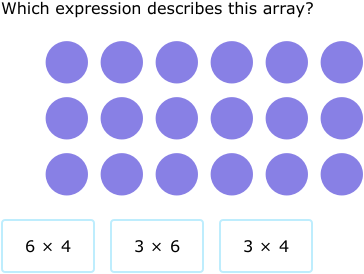 Which expression describes this array?
6 × 4 3 × 6 3 × 4